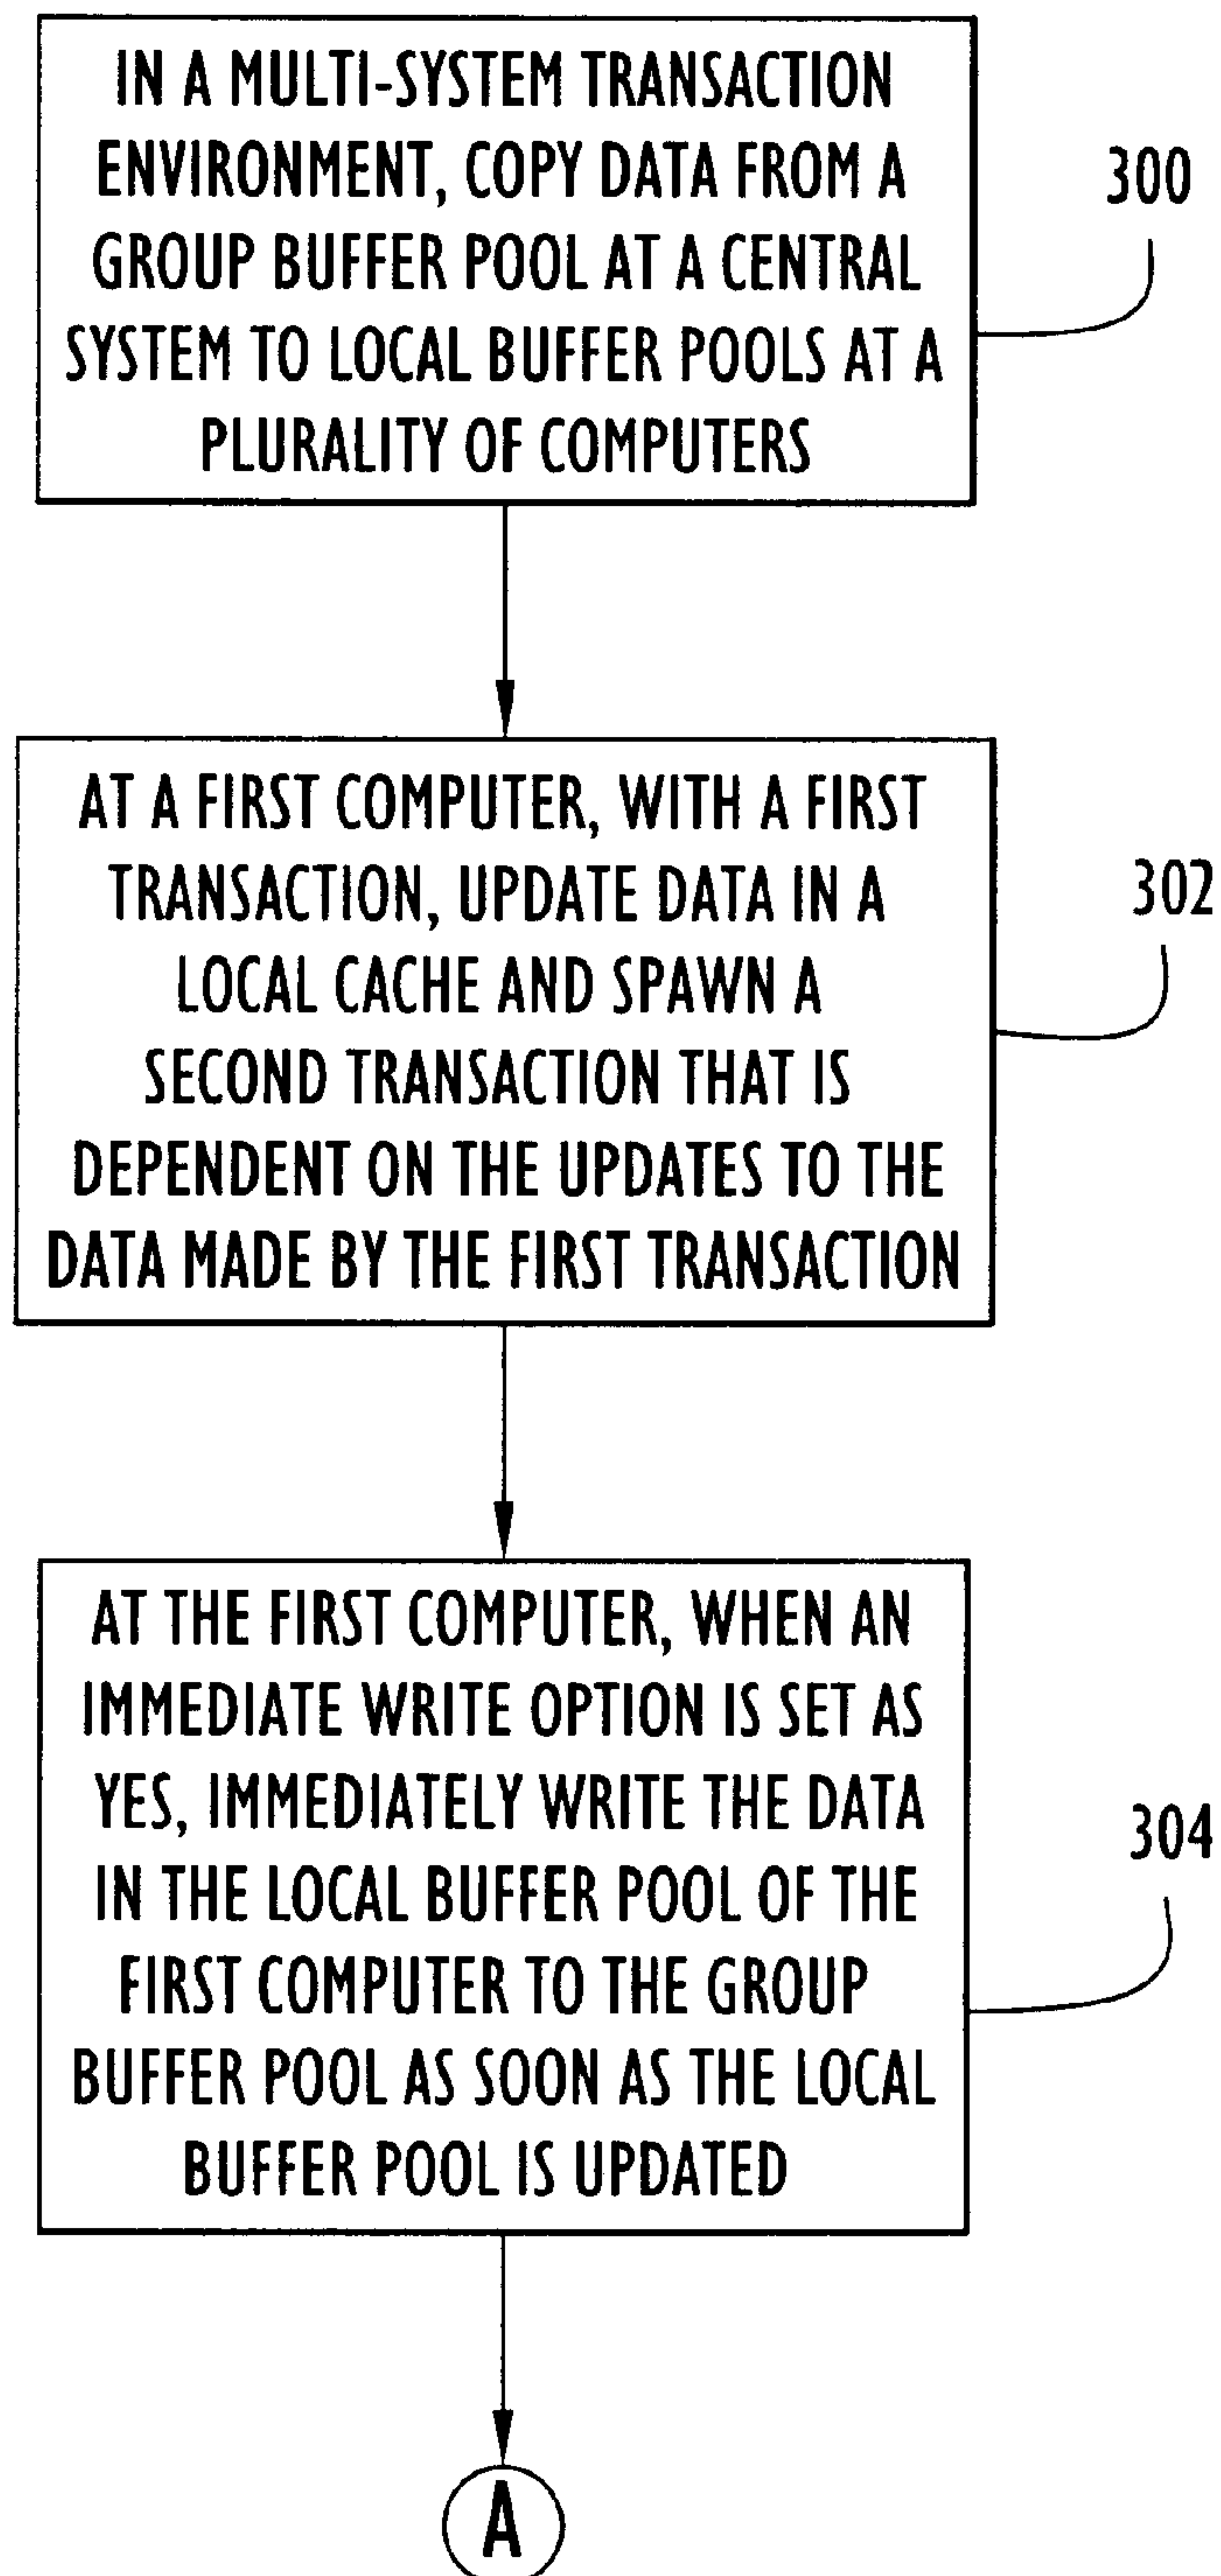 IN A MULTI-SYSTEM TRANSACTION
ENVIRONMENT, COPY DATA FROM A
GROUP BUFFER POOL AT A CENTRAL
SYSTEM TO LOCAL BUFFER POOLS AT A
PLURALITY OF COMPUTERS
300
AT A FIRST COMPUTER, WITH A FIRST
TRANSACTION, UPDATE DATA IN A
LOCAL CACHE AND SPAWN A
SECOND TRANSACTION THAT IS
DEPENDENT ON THE UPDATES TO THE
DATA MADE BY THE FIRST TRANSACTION
302
AT THE FIRST COMPUTER, WHEN AN
IMMEDIATE WRITE OPTION IS SET AS
YES, IMMEDIATELY WRITE THE DATA
IN THE LOCAL BUFFER POOL OF THE
FIRST COMPUTER TO THE GROUP
BUFFER POOL AS SOON AS THE LOCAL
BUFFER POOL IS UPDATED
304
A